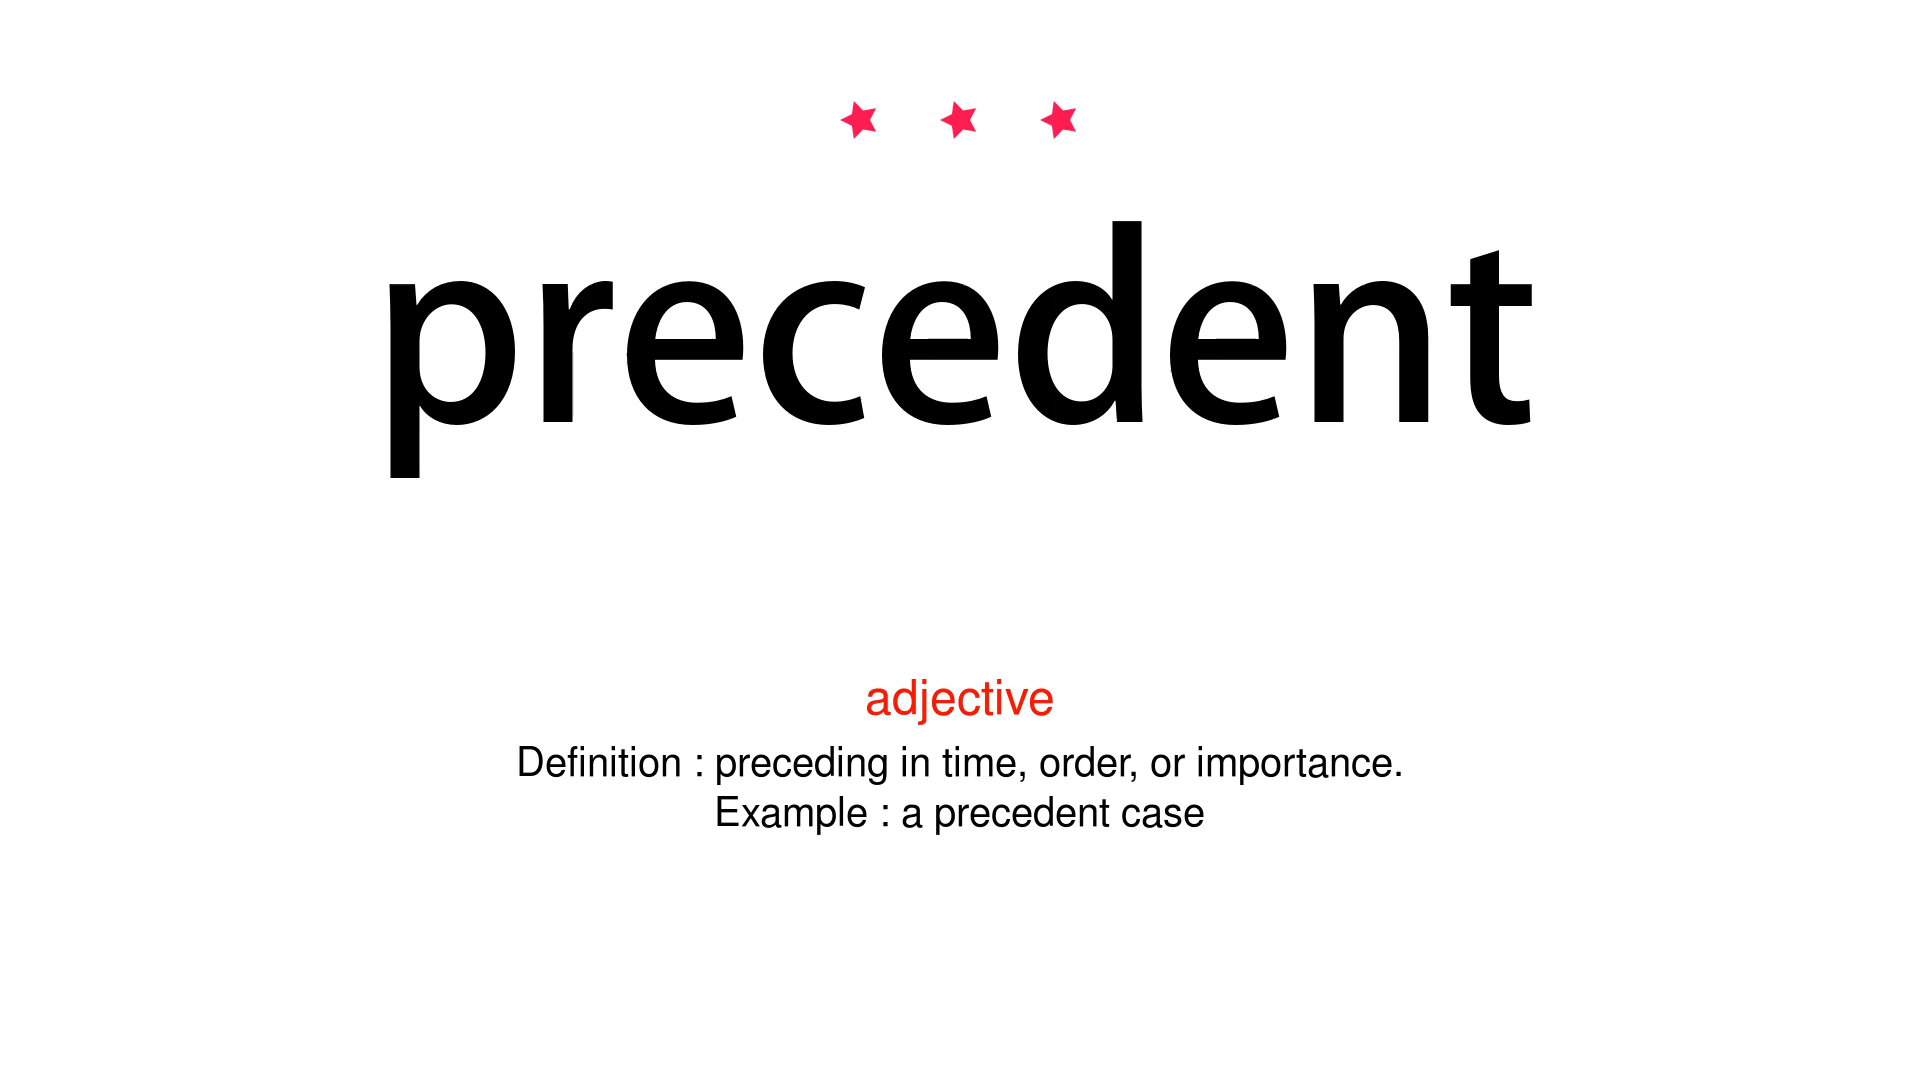 precedent
adjective
Definition : preceding in time, order, or importance.
Example : a precedent case